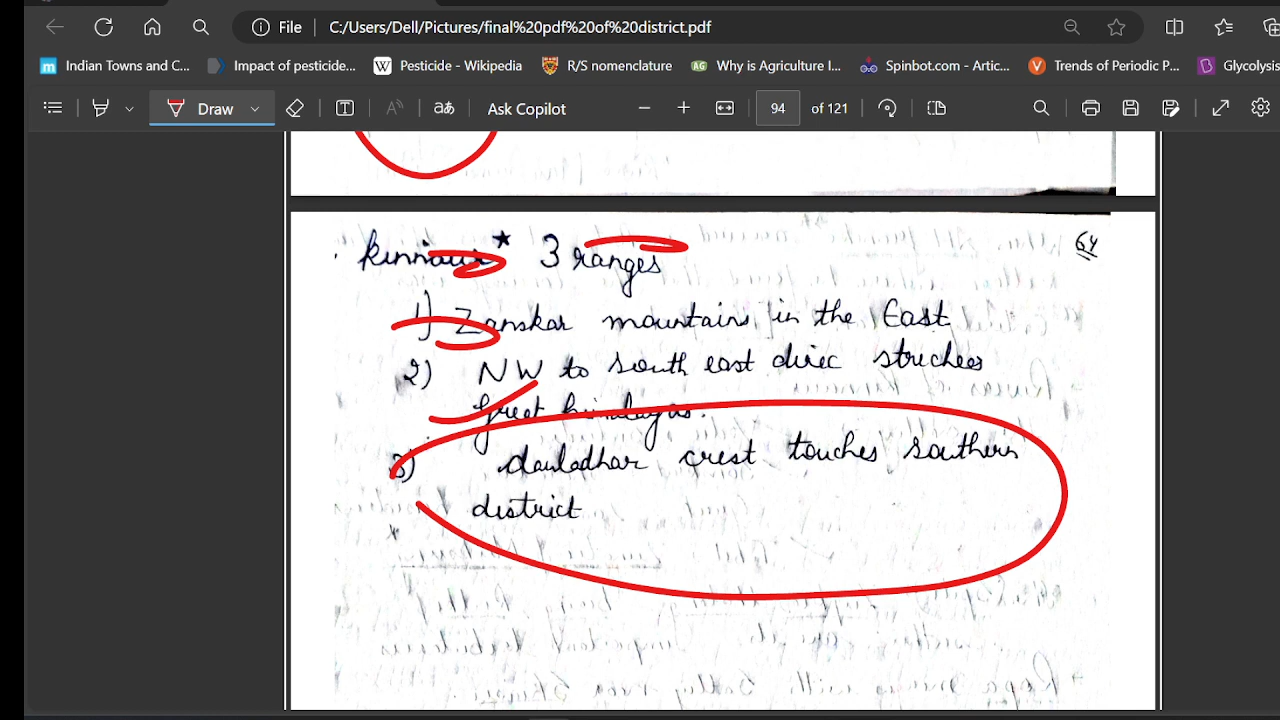 File C:/Users/Dell/Pictures/final%20pdf%20of%20district.pdf
Indian Towns and C... Impact of pesticide... W Pesticide - Wikipedia R/S nomenclature AG Why is Agriculture I... Spinbot.com - Artic... Trends of Periodic P... Glycolysis
Draw Ask Copilot 94 of 121
64
Kinnaur* 3 ranges
1) Zanskar mountains in the East
2) NW to south east direc streches
Great himalayas.
3) dauladhar crest touches southern
district